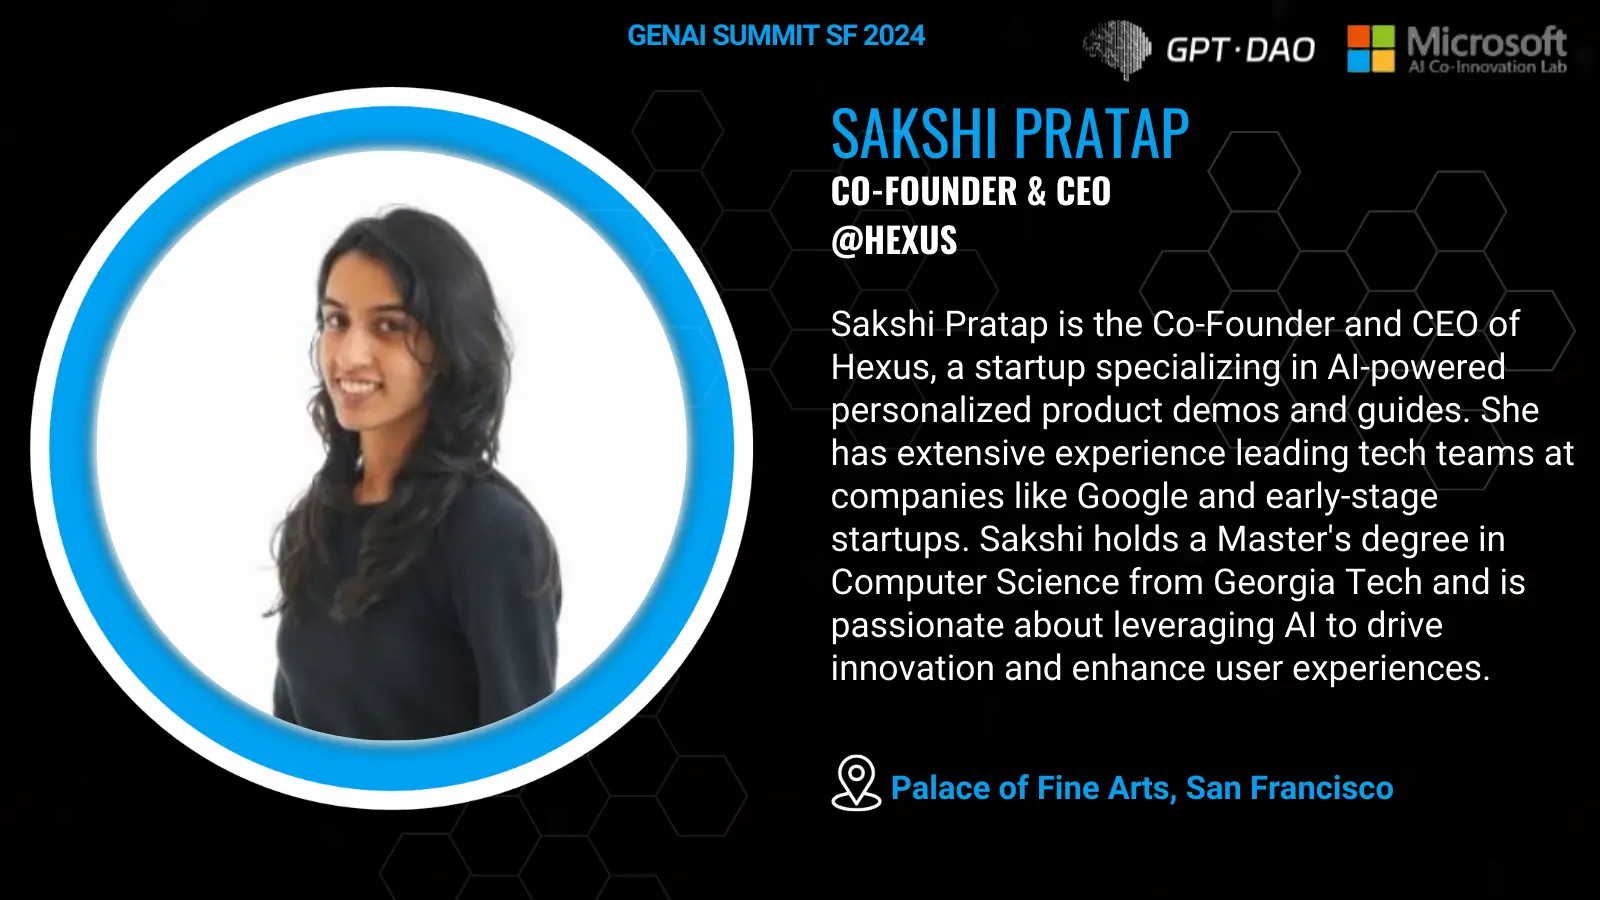 GENAI SUMMIT SF 2024
GPT·DAO
Microsoft
AI Co-Innovation Lab
SAKSHI PRATAP
CO-FOUNDER & CEO
@HEXUS
Sakshi Pratap is the Co-Founder and CEO of
Hexus, a startup specializing in AI-powered
personalized product demos and guides. She
has extensive experience leading tech teams at
companies like Google and early-stage
startups. Sakshi holds a Master's degree in
Computer Science from Georgia Tech and is
passionate about leveraging AI to drive
innovation and enhance user experiences.
Palace of Fine Arts, San Francisco